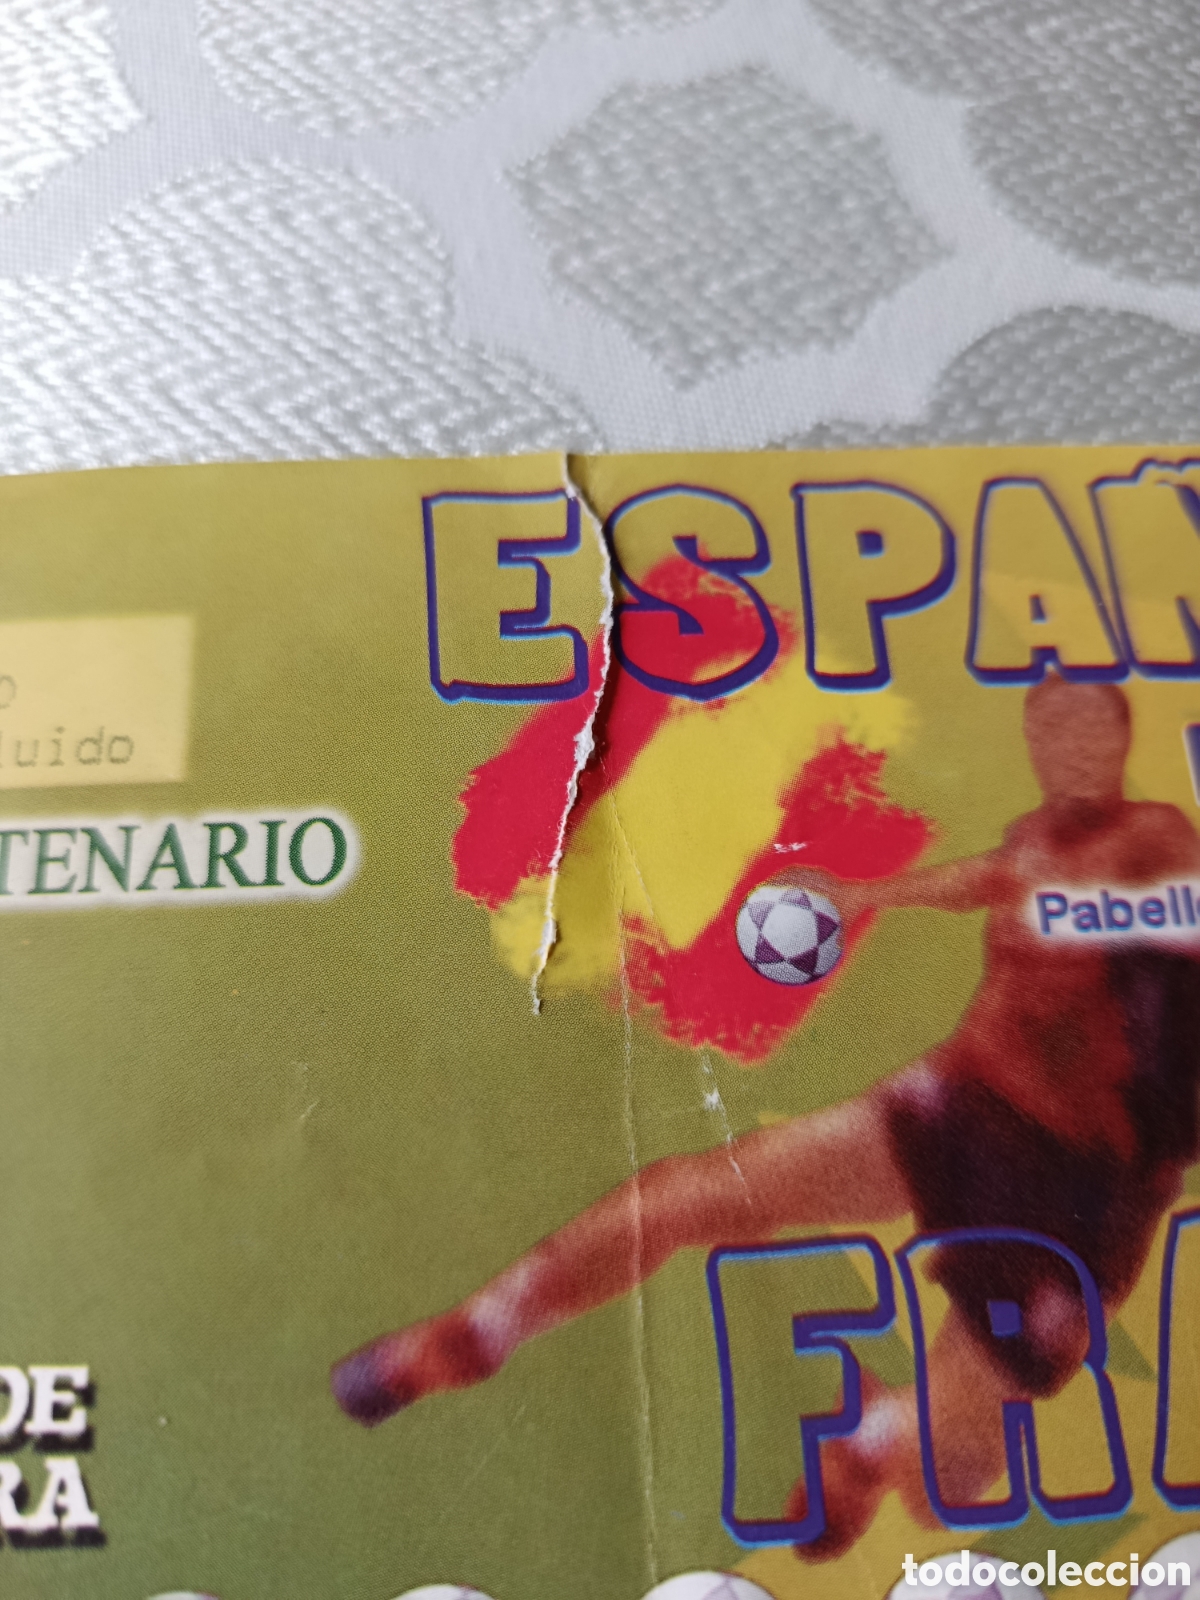 ESPAÑ
luido
TENARIO
Pabell
DE
RA
FRA
todocoleccion